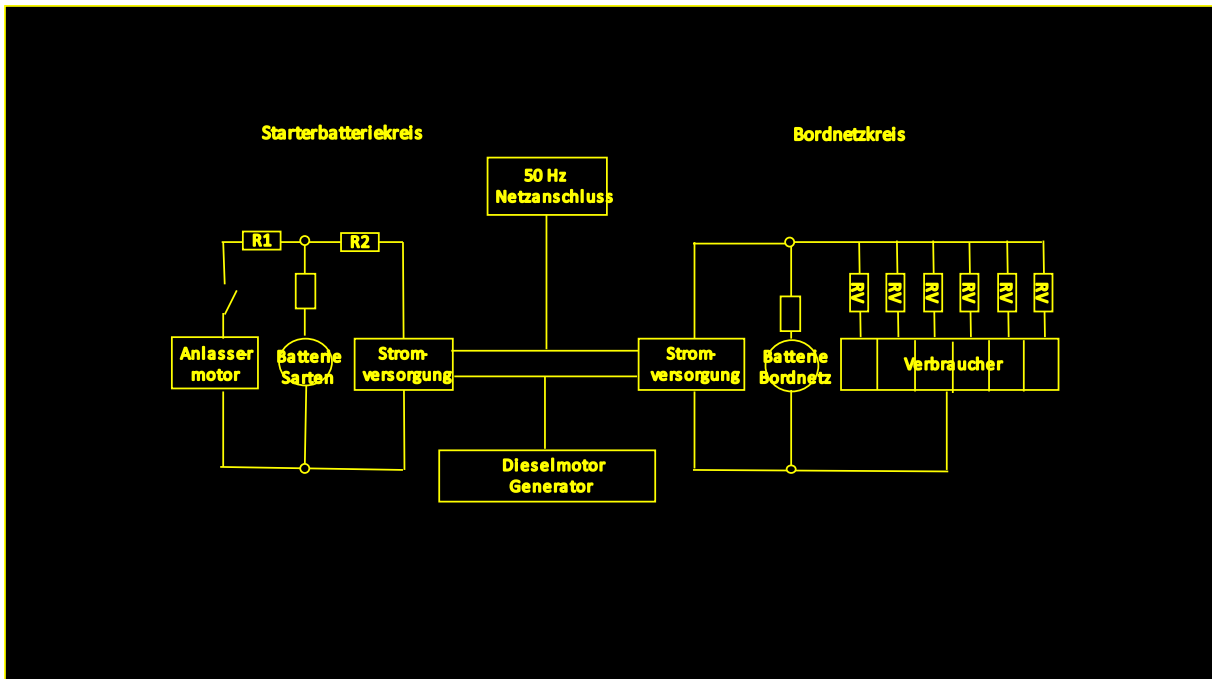 Starterbatteriekreis
Bordnetzkreis
50 Hz
Netzanschluss
R1
R2
RV
RV
RV
RV
RV
RV
Anlasser
motor
Batterie
Sarten
Strom-
versorgung
Strom-
versorgung
Batterie
Bordnetz
Verbraucher
Dieselmotor
Generator